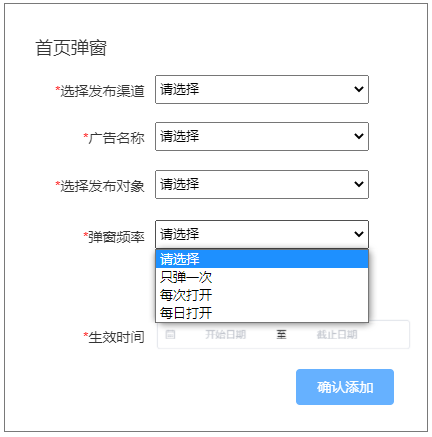 首页弹窗
*选择发布渠道 请选择
*广告名称 请选择
*选择发布对象 请选择
*弹窗频率 请选择
请选择
只弹一次
每次打开
每日打开
*生效时间 开始日期 至 截止日期
确认添加